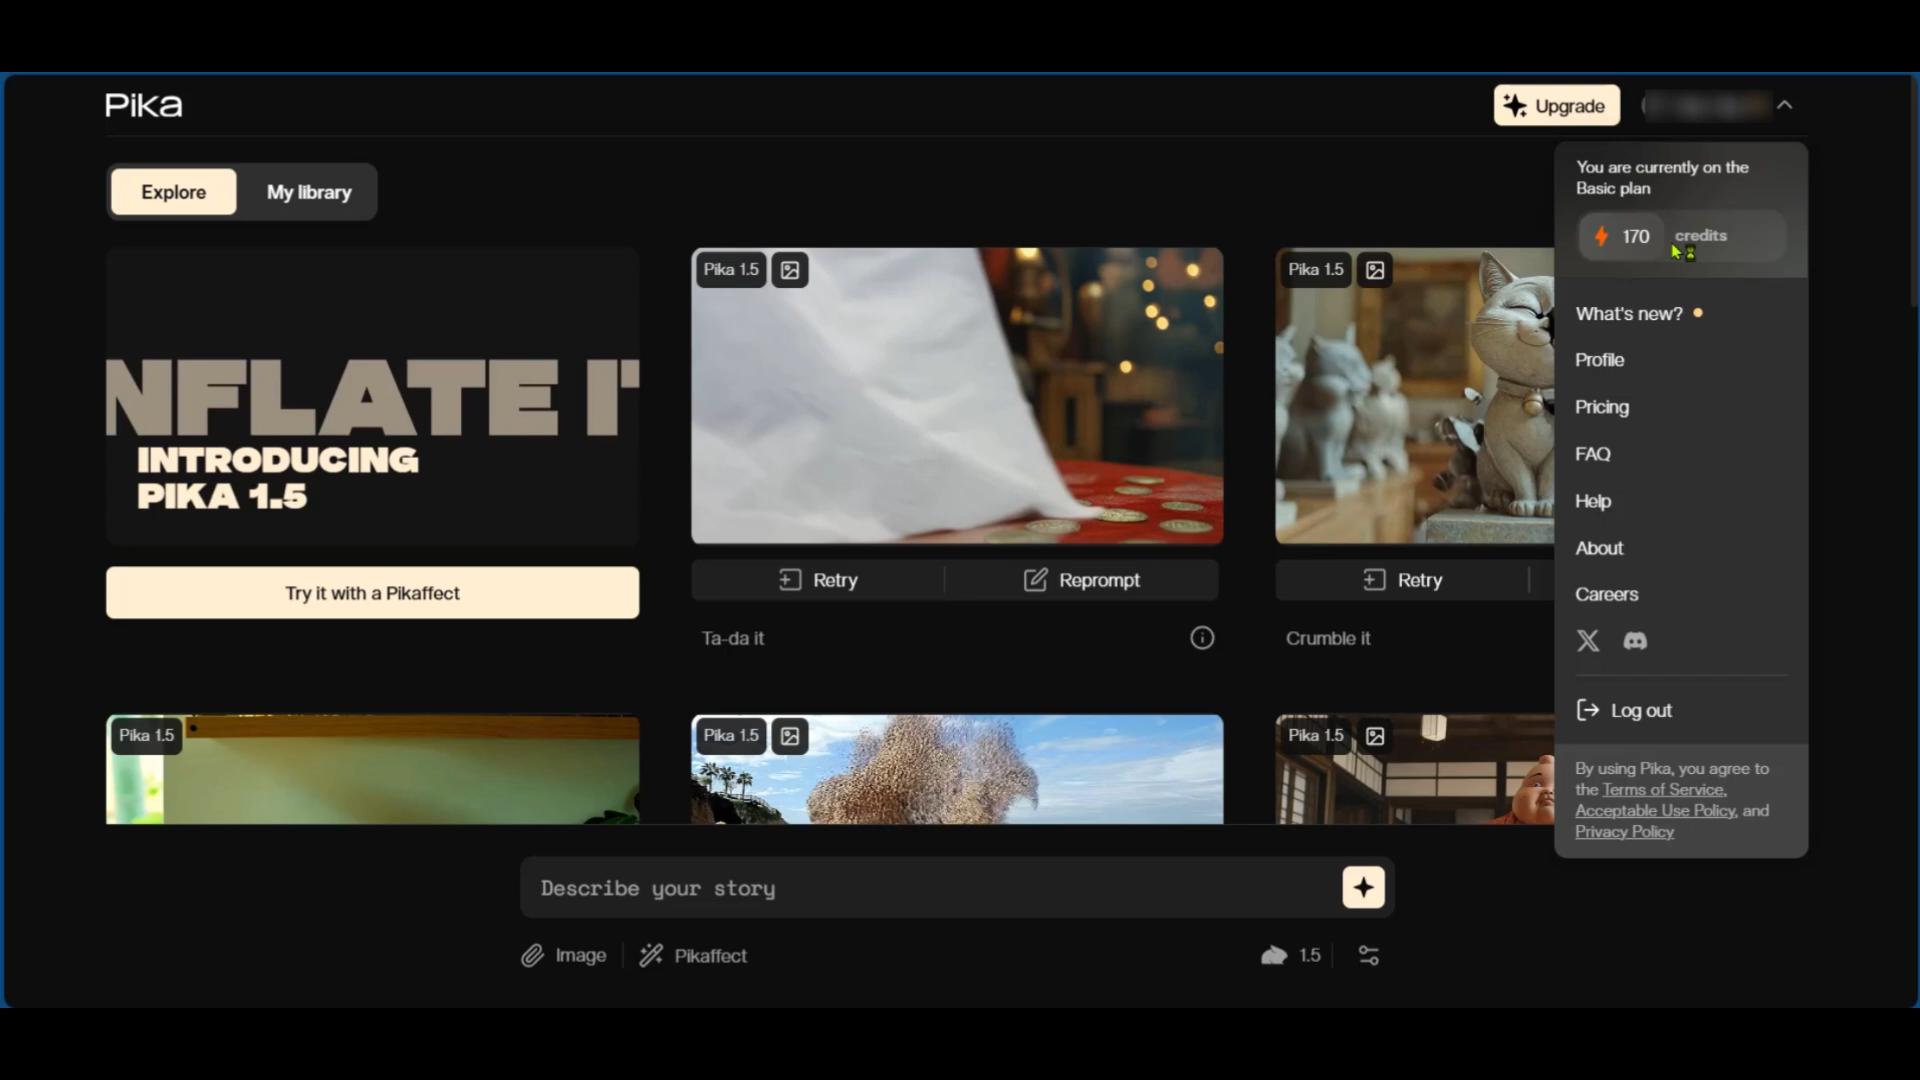 Pika
Upgrade
Explore
My library
You are currently on the
Basic plan
170 credits
What's new?
Profile
Pricing
FAQ
Help
About
Careers
Log out
By using Pika, you agree to
the Terms of Service,
Acceptable Use Policy, and
Privacy Policy
NFLATE IT
INTRODUCING
PIKA 1.5
Try it with a Pikaffect
Pika 1.5
Retry
Reprompt
Ta-da it
Pika 1.5
Retry
Crumble it
Pika 1.5
Pika 1.5
Pika 1.5
Describe your story
Image
Pikaffect
1.5